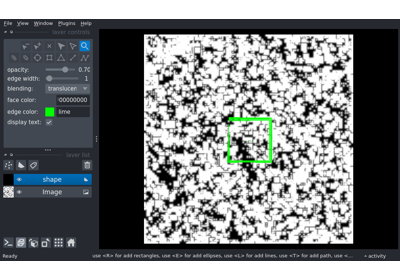 File View Window Plugins Help
layer controls
opacity: 0.70
edge width: 1
blending: translucen
face color: 00000000
edge color: lime
display text:
layer list
shape
Image
Ready
use <R> for add rectangles, use <E> for add ellipses, use <L> for add lines, use <T> for add path, use <...
activity